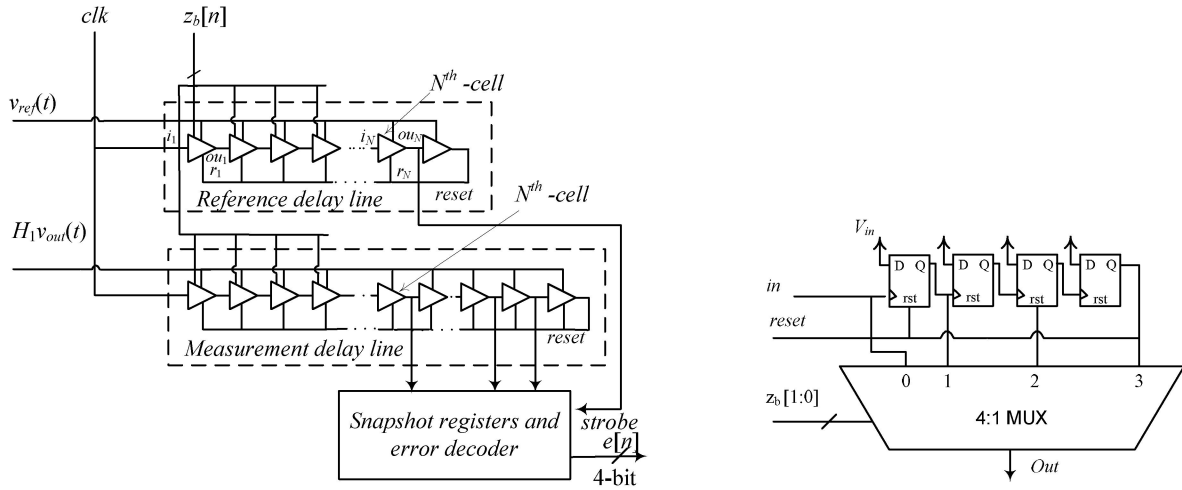 clk
z_b[n]
N^th -cell
v_ref(t)
i_1
i_N
ou_N
ou_1
r_1
r_N
reset
Reference delay line
N^th -cell
H_1v_out(t)
reset
Measurement delay line
Snapshot registers and
error decoder
strobe
e[n]
4-bit
V_in
D Q
D Q
D Q
D Q
in
rst
rst
rst
rst
reset
0 1 2 3
z_b[1:0]
4:1 MUX
Out